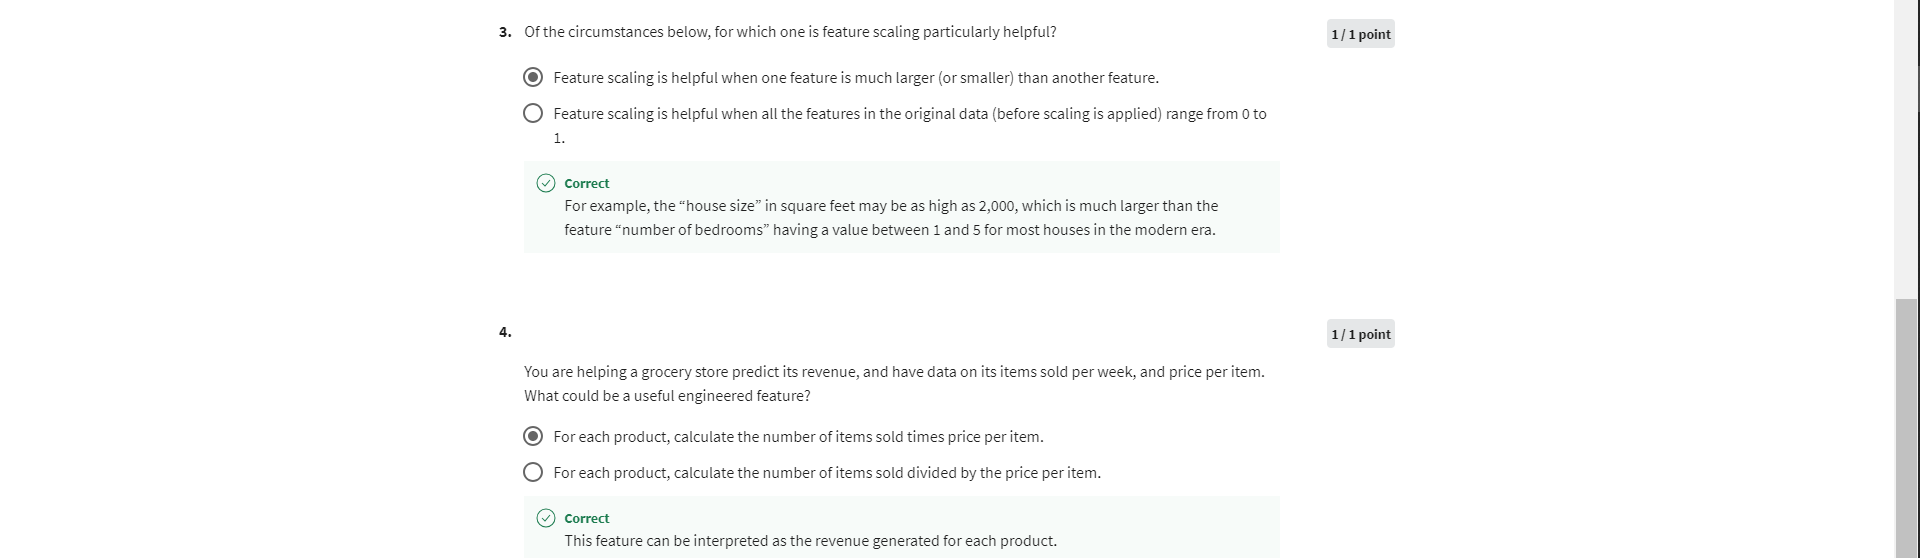 3. Of the circumstances below, for which one is feature scaling particularly helpful?
1 / 1 point
Feature scaling is helpful when one feature is much larger (or smaller) than another feature.
Feature scaling is helpful when all the features in the original data (before scaling is applied) range from 0 to
1.
Correct
For example, the “house size” in square feet may be as high as 2,000, which is much larger than the
feature “number of bedrooms” having a value between 1 and 5 for most houses in the modern era.
4.
1 / 1 point
You are helping a grocery store predict its revenue, and have data on its items sold per week, and price per item.
What could be a useful engineered feature?
For each product, calculate the number of items sold times price per item.
For each product, calculate the number of items sold divided by the price per item.
Correct
This feature can be interpreted as the revenue generated for each product.